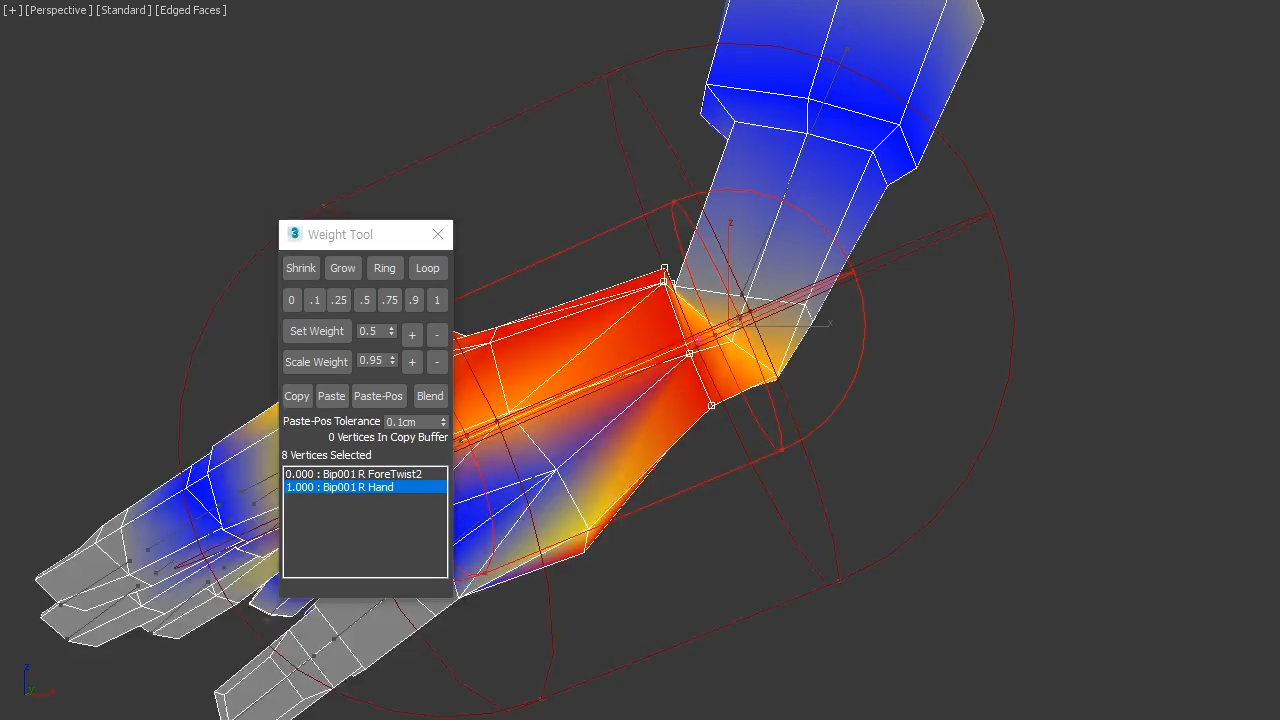 [+] [Perspective ] [Standard ] [Edged Faces ]
3 Weight Tool
Shrink Grow Ring Loop
0 .1 .25 .5 .75 .9 1
Set Weight 0.5 + -
Scale Weight 0.95 + -
Copy Paste Paste-Pos Blend
Paste-Pos Tolerance 0.1cm
0 Vertices In Copy Buffer
8 Vertices Selected
0.000 : Bip001 R ForeTwist2
1.000 : Bip001 R Hand
z
x
z
y
x